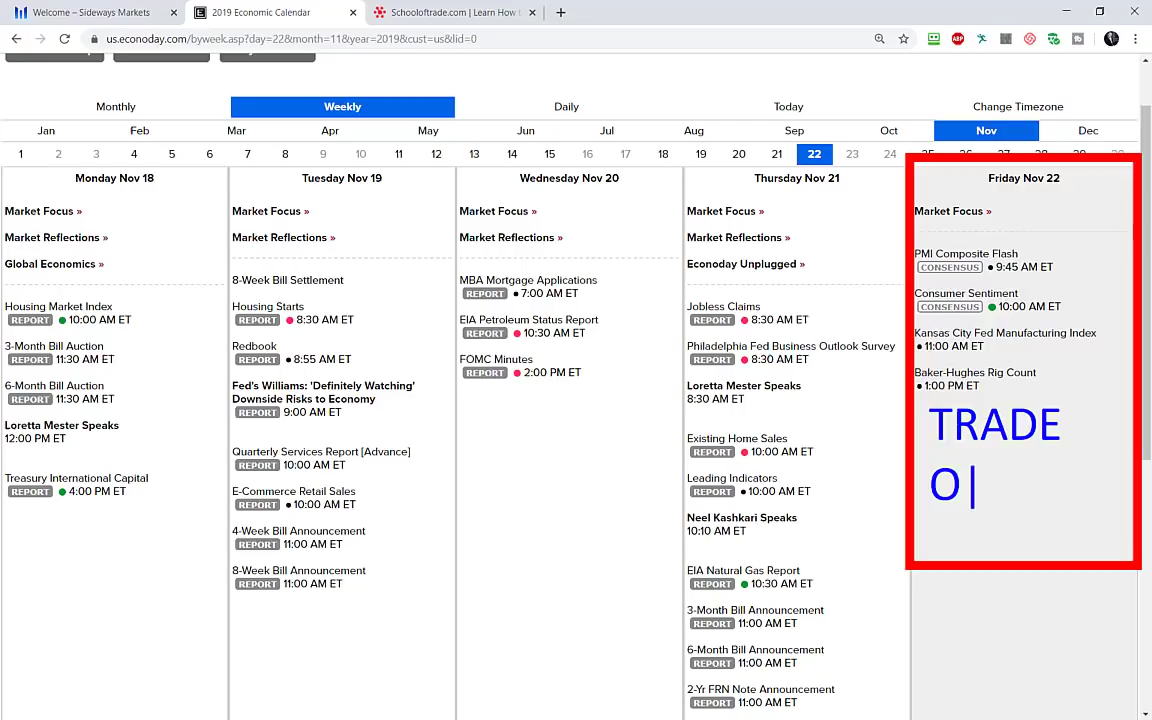 Welcome – Sideways Markets
2019 Economic Calendar
Schooloftrade.com | Learn How t
us.econoday.com/byweek.asp?day=22&month=11&year=2019&cust=us&lid=0
Monthly Weekly Daily Today Change Timezone
Jan Feb Mar Apr May Jun Jul Aug Sep Oct Nov Dec
1 2 3 4 5 6 7 8 9 10 11 12 13 14 15 16 17 18 19 20 21 22 23 24 25 26 27 28 29 30
Monday Nov 18
Market Focus »
Market Reflections »
Global Economics »
Housing Market Index
REPORT 10:00 AM ET
3-Month Bill Auction
REPORT 11:30 AM ET
6-Month Bill Auction
REPORT 11:30 AM ET
Loretta Mester Speaks
12:00 PM ET
Treasury International Capital
REPORT 4:00 PM ET
Tuesday Nov 19
Market Focus »
Market Reflections »
8-Week Bill Settlement
Housing Starts
REPORT 8:30 AM ET
Redbook
REPORT 8:55 AM ET
Fed's Williams: 'Definitely Watching'
Downside Risks to Economy
REPORT 9:00 AM ET
Quarterly Services Report [Advance]
REPORT 10:00 AM ET
E-Commerce Retail Sales
REPORT 10:00 AM ET
4-Week Bill Announcement
REPORT 11:00 AM ET
8-Week Bill Announcement
REPORT 11:00 AM ET
Wednesday Nov 20
Market Focus »
Market Reflections »
MBA Mortgage Applications
REPORT 7:00 AM ET
EIA Petroleum Status Report
REPORT 10:30 AM ET
FOMC Minutes
REPORT 2:00 PM ET
Thursday Nov 21
Market Focus »
Market Reflections »
Econoday Unplugged »
Jobless Claims
REPORT 8:30 AM ET
Philadelphia Fed Business Outlook Survey
REPORT 8:30 AM ET
Loretta Mester Speaks
8:30 AM ET
Existing Home Sales
REPORT 10:00 AM ET
Leading Indicators
REPORT 10:00 AM ET
Neel Kashkari Speaks
10:10 AM ET
EIA Natural Gas Report
REPORT 10:30 AM ET
3-Month Bill Announcement
REPORT 11:00 AM ET
6-Month Bill Announcement
REPORT 11:00 AM ET
2-Yr FRN Note Announcement
REPORT 11:00 AM ET
Friday Nov 22
Market Focus »
PMI Composite Flash
CONSENSUS 9:45 AM ET
Consumer Sentiment
CONSENSUS 10:00 AM ET
Kansas City Fed Manufacturing Index
11:00 AM ET
Baker-Hughes Rig Count
1:00 PM ET
TRADE
O